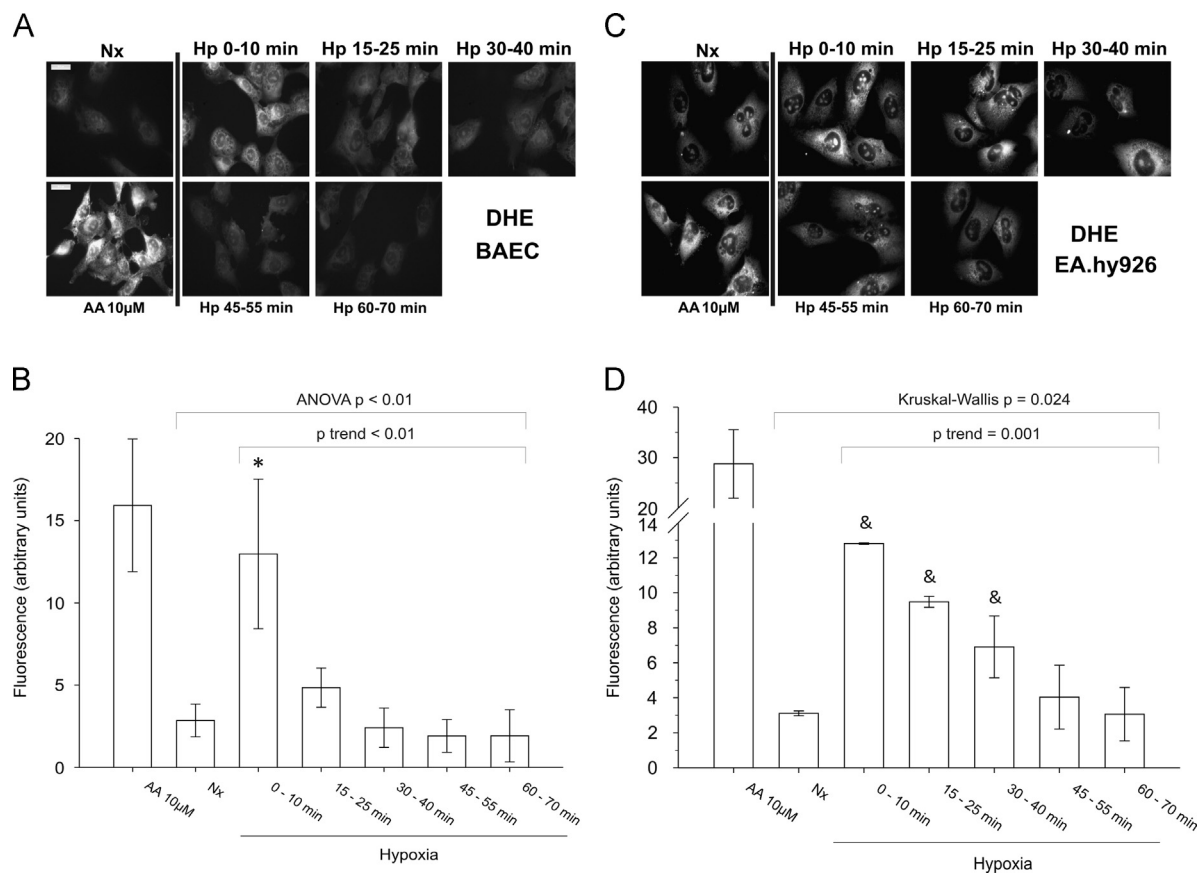 A
Nx
Hp 0-10 min
Hp 15-25 min
Hp 30-40 min
DHE
BAEC
AA 10µM
Hp 45-55 min
Hp 60-70 min
C
Nx
Hp 0-10 min
Hp 15-25 min
Hp 30-40 min
DHE
EA.hy926
AA 10µM
Hp 45-55 min
Hp 60-70 min
B
ANOVA p < 0.01
p trend < 0.01
Fluorescence (arbitrary units)
20
15
10
5
0
*
AA 10µM
Nx
0 - 10 min
15 - 25 min
30 - 40 min
45 - 55 min
60 - 70 min
Hypoxia
D
Kruskal-Wallis p = 0.024
p trend = 0.001
Fluorescence (arbitrary units)
40
30
20
14
12
10
8
6
4
2
0
&
&
&
AA 10µM
Nx
0 - 10 min
15 - 25 min
30 - 40 min
45 - 55 min
60 - 70 min
Hypoxia